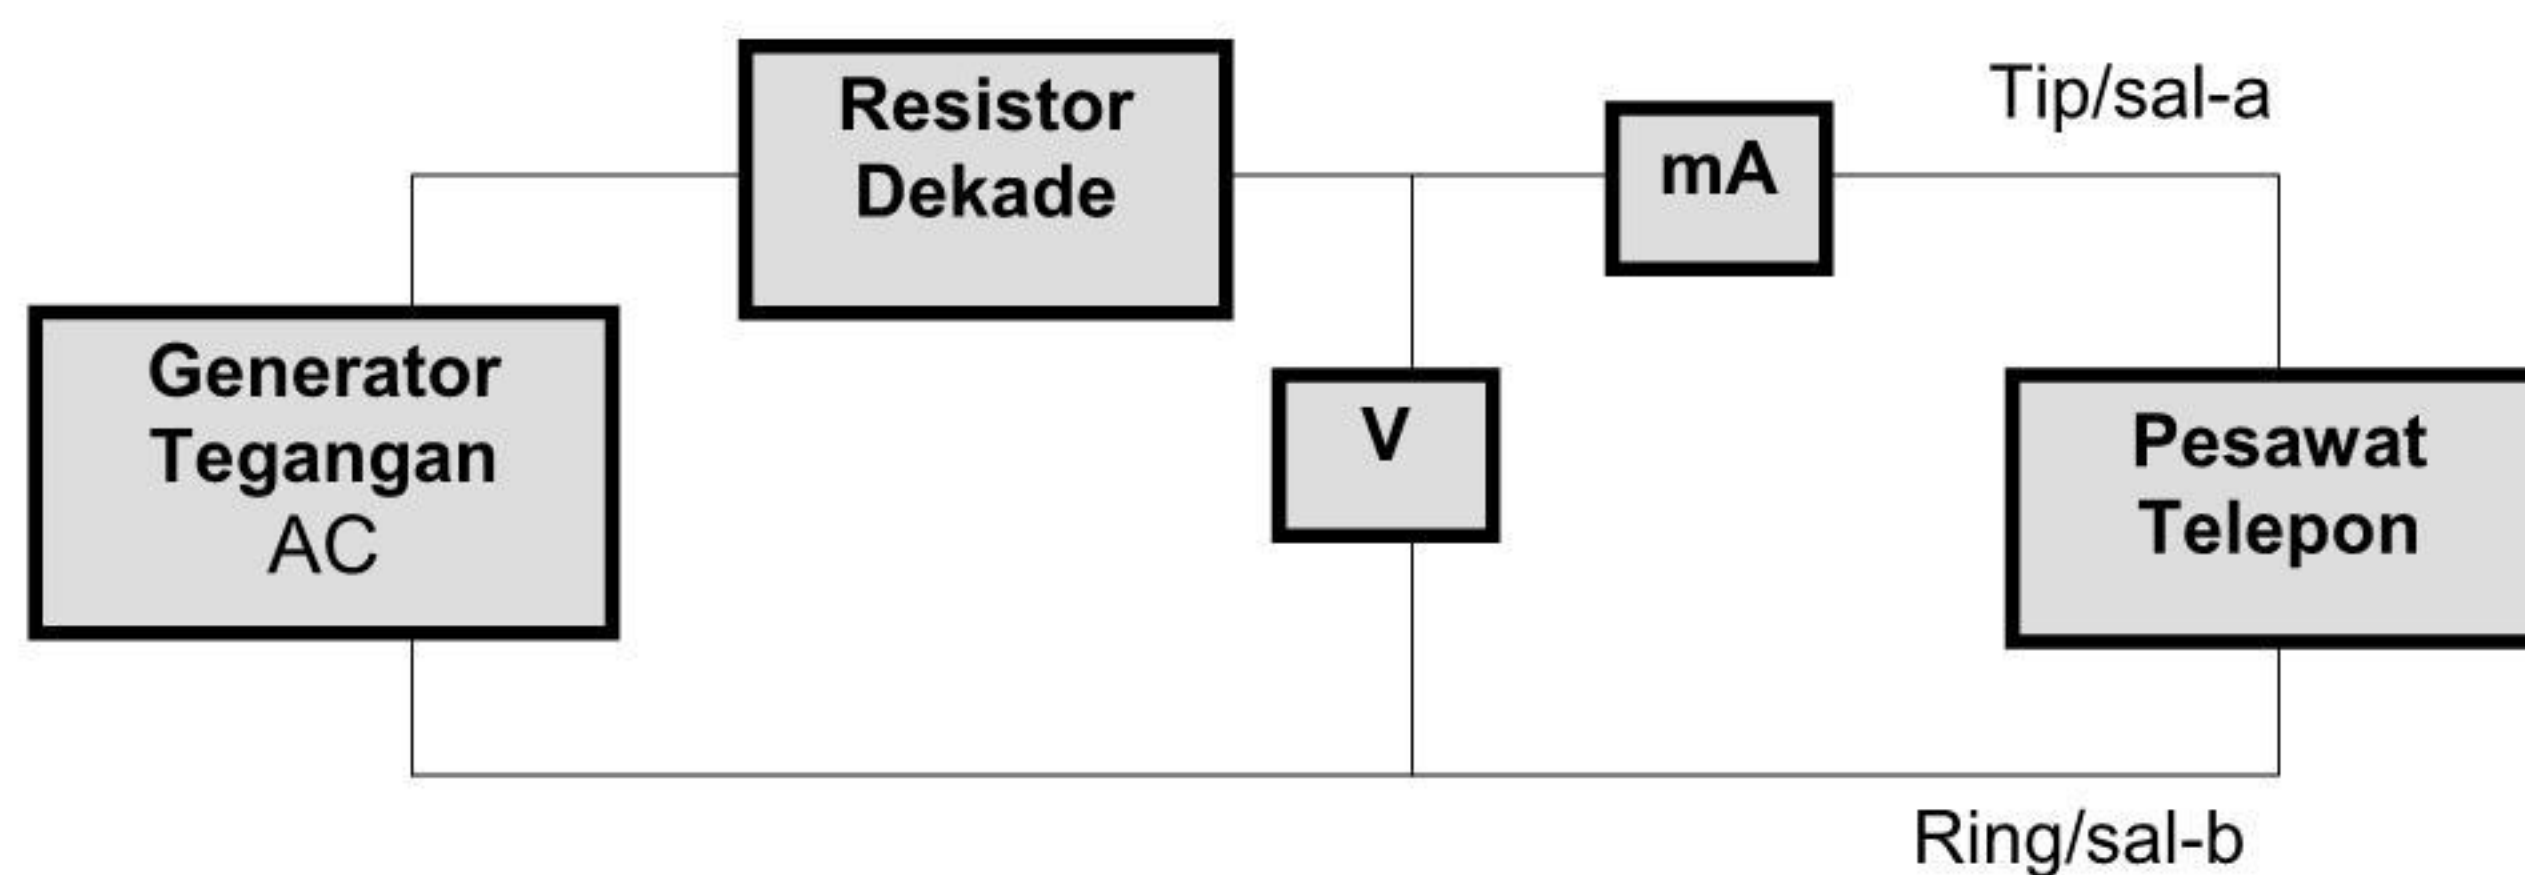 Resistor
Dekade
mA
Tip/sal-a
Generator
Tegangan
AC
V
Pesawat
Telepon
Ring/sal-b